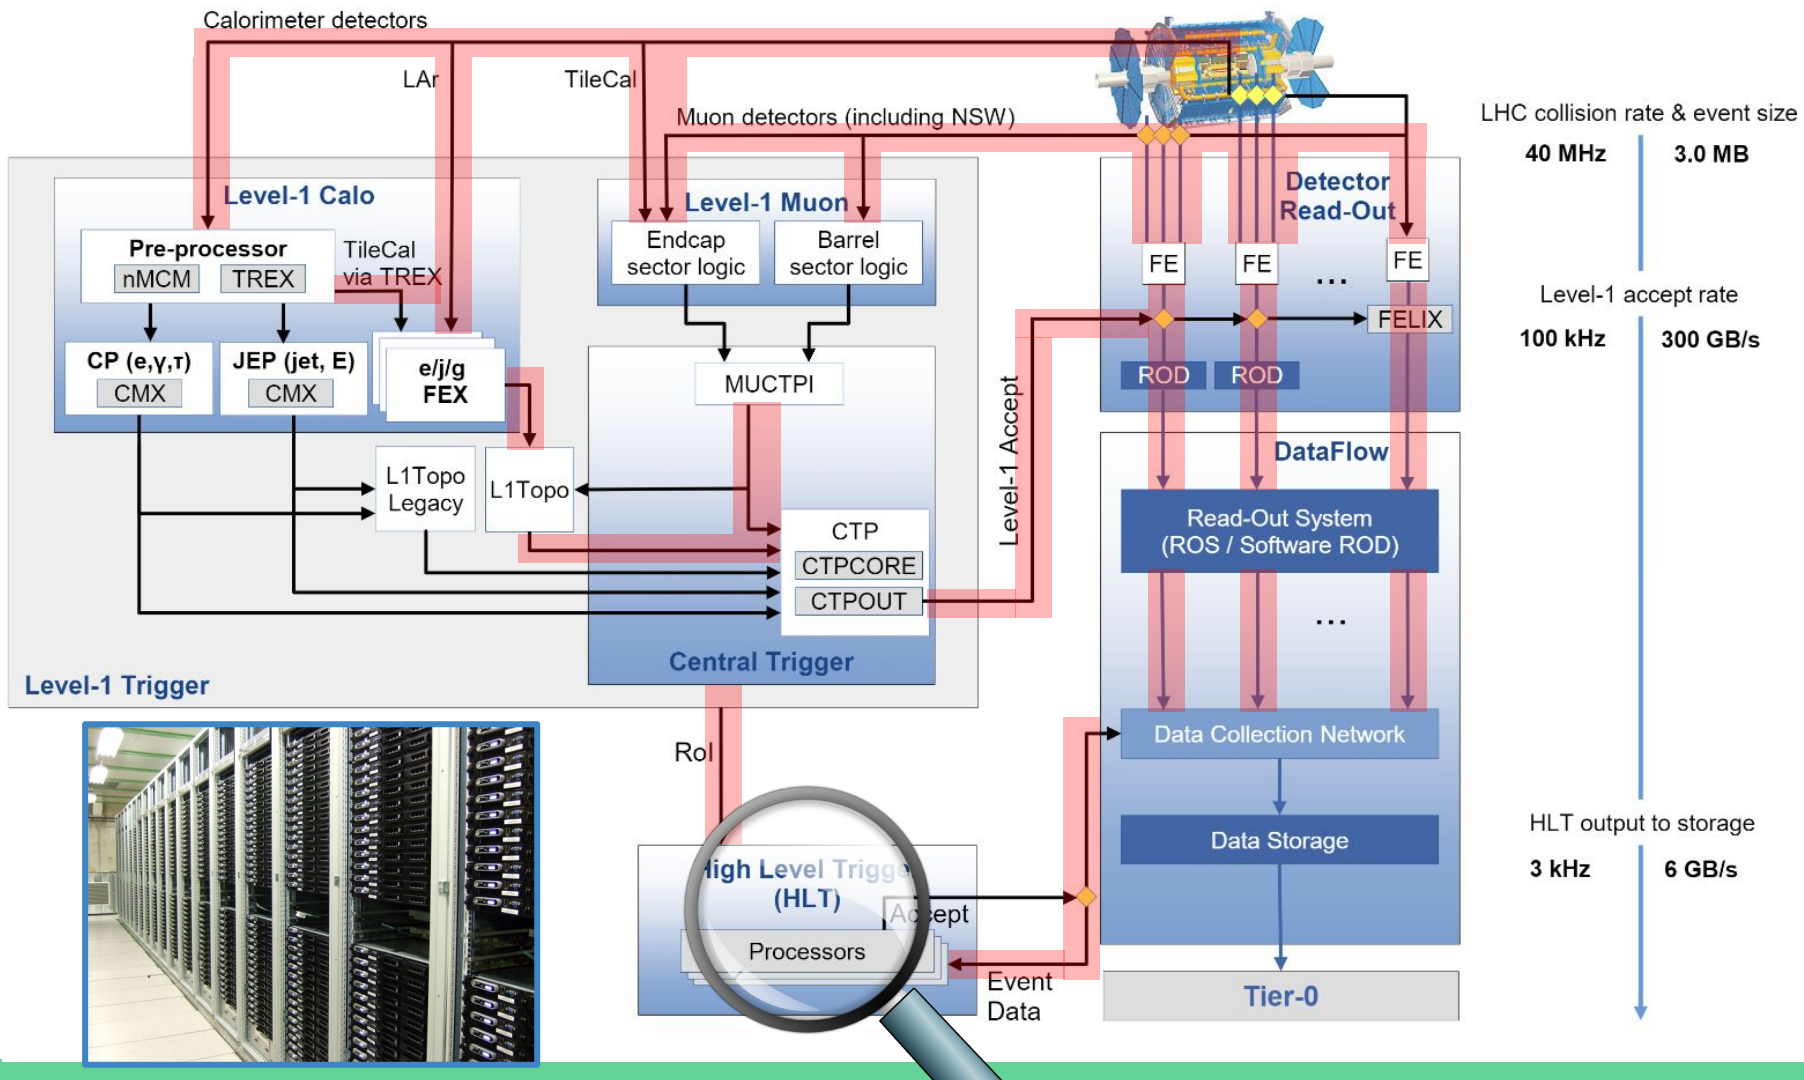 Calorimeter detectors
LAr
TileCal
Muon detectors (including NSW)
LHC collision rate & event size
40 MHz
3.0 MB
Level-1 Calo
Level-1 Muon
Detector
Read-Out
Pre-processor
nMCM
TREX
TileCal
via TREX
Endcap
sector logic
Barrel
sector logic
FE
FE
...
FE
Level-1 accept rate
100 kHz
300 GB/s
FELIX
CP (e,γ,τ)
CMX
JEP (jet, E)
CMX
e/j/g
FEX
MUCTPI
ROD
ROD
Level-1 Accept
DataFlow
L1Topo
Legacy
L1Topo
Read-Out System
(ROS / Software ROD)
CTP
CTPCORE
CTPOUT
...
Central Trigger
Level-1 Trigger
RoI
Data Collection Network
HLT output to storage
3 kHz
6 GB/s
Data Storage
High Level Trigger
(HLT)
Accept
Processors
Event
Data
Tier-0